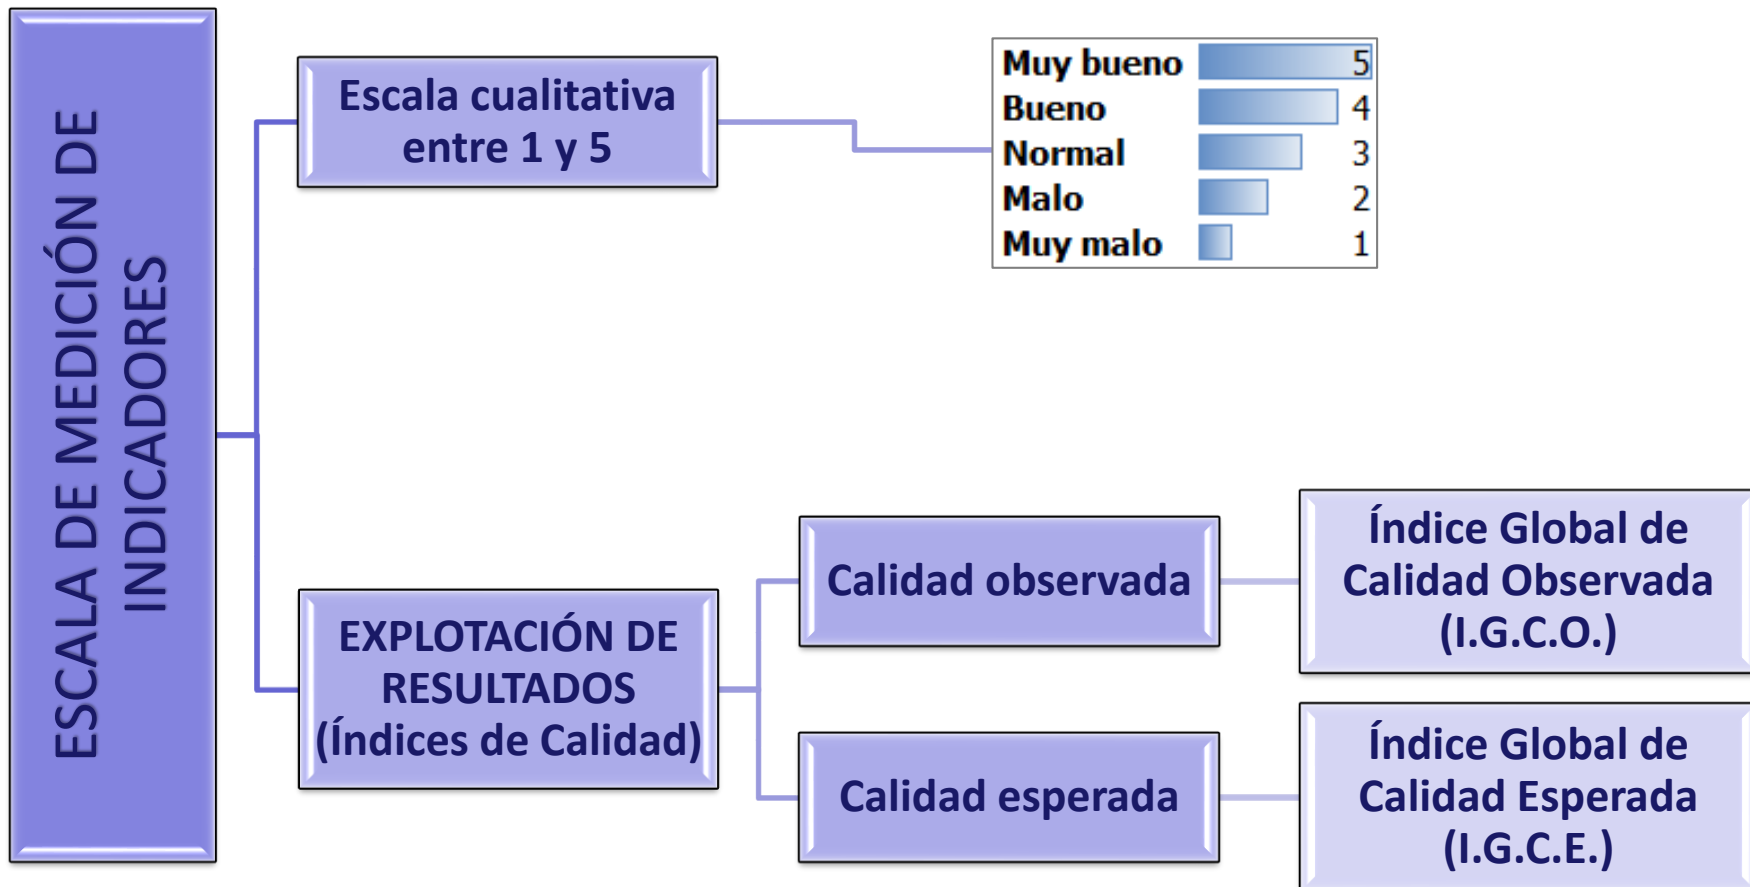 ESCALA DE MEDICIÓN DE
INDICADORES
Escala cualitativa
entre 1 y 5
Muy bueno 5
Bueno 4
Normal 3
Malo 2
Muy malo 1
EXPLOTACIÓN DE
RESULTADOS
(Índices de Calidad)
Calidad observada
Índice Global de
Calidad Observada
(I.G.C.O.)
Calidad esperada
Índice Global de
Calidad Esperada
(I.G.C.E.)